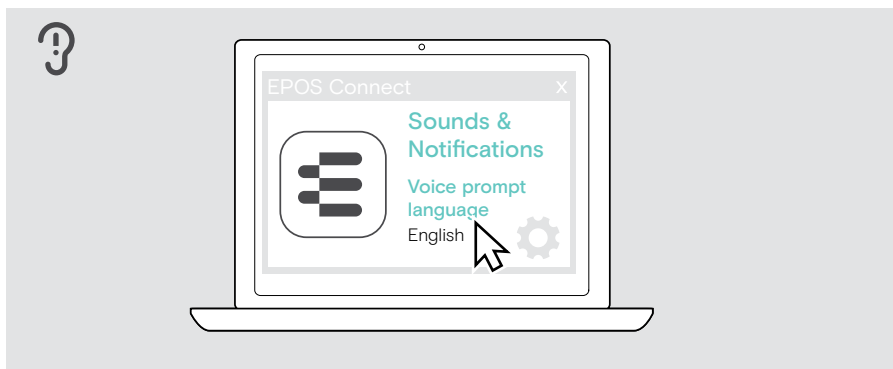 EPOS Connect X
Sounds &
Notifications
Voice prompt
language
English